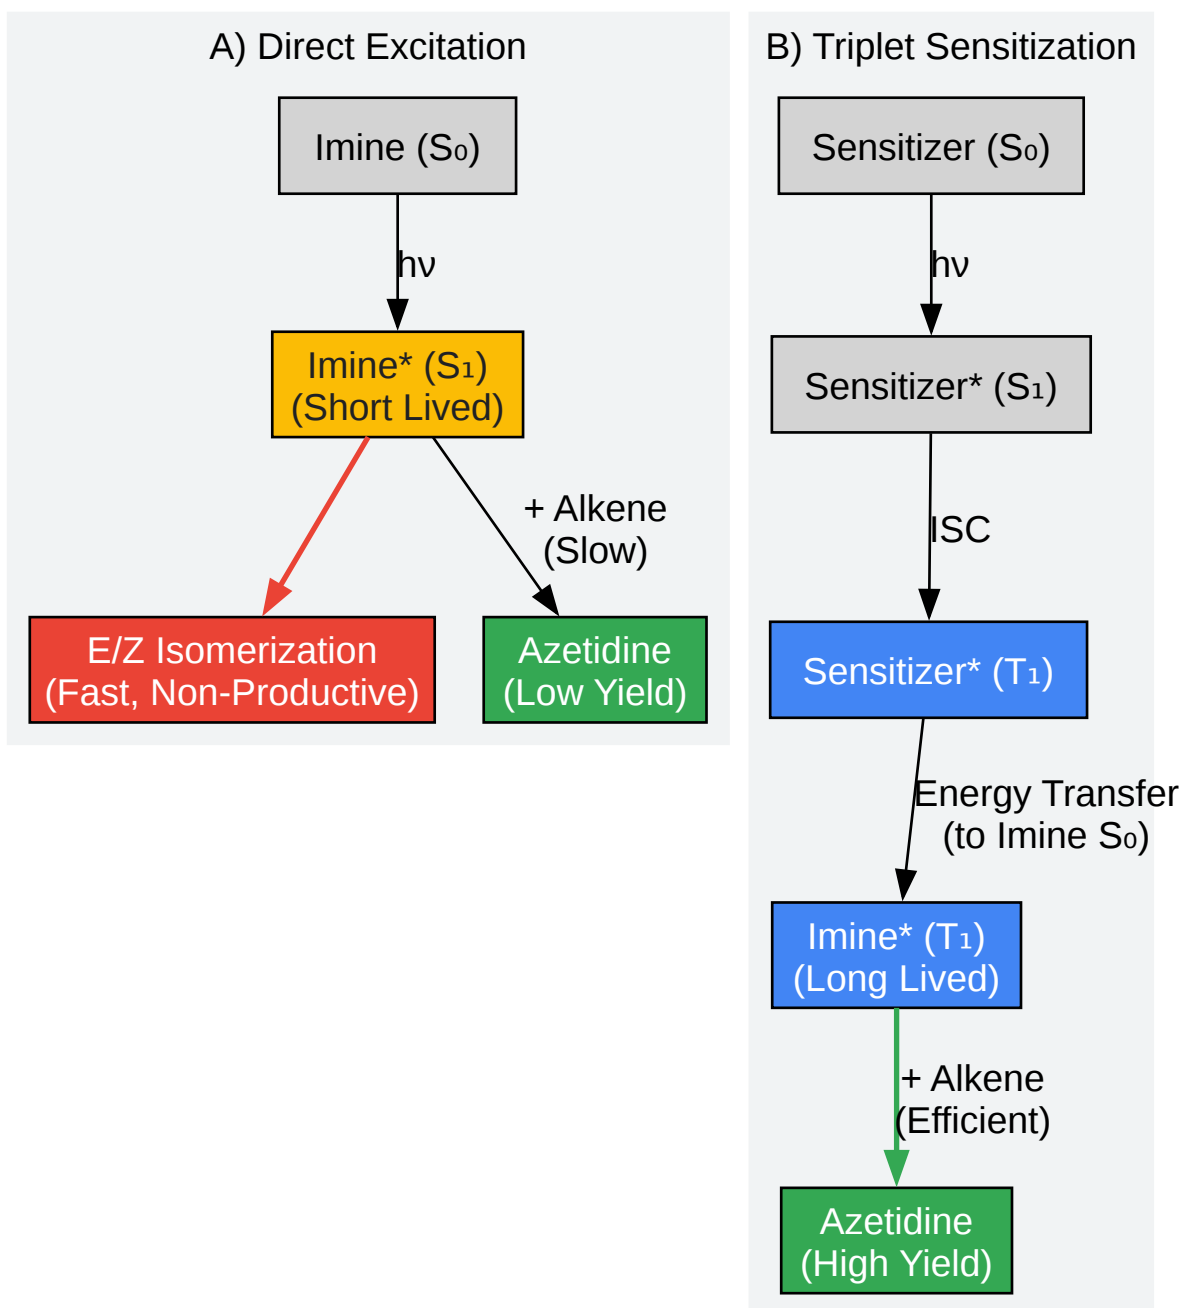 A) Direct Excitation
Imine (S₀)
hν
Imine* (S₁)
(Short Lived)
+ Alkene
(Slow)
E/Z Isomerization
(Fast, Non-Productive)
Azetidine
(Low Yield)
B) Triplet Sensitization
Sensitizer (S₀)
hν
Sensitizer* (S₁)
ISC
Sensitizer* (T₁)
Energy Transfer
(to Imine S₀)
Imine* (T₁)
(Long Lived)
+ Alkene
(Efficient)
Azetidine
(High Yield)